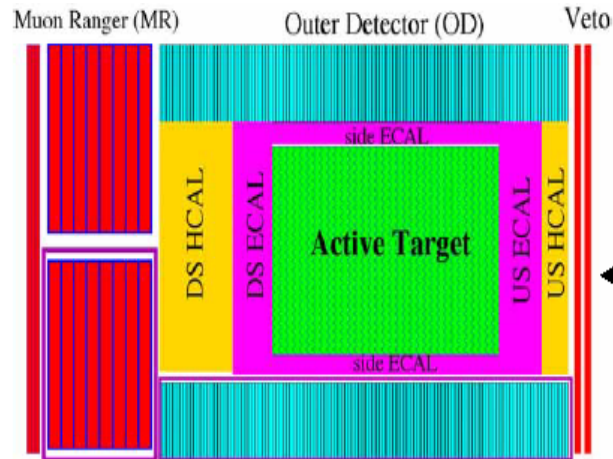 Muon Ranger (MR) Outer Detector (OD) Veto
side ECAL
DS HCAL
DS ECAL
Active Target
US ECAL
US HCAL
side ECAL